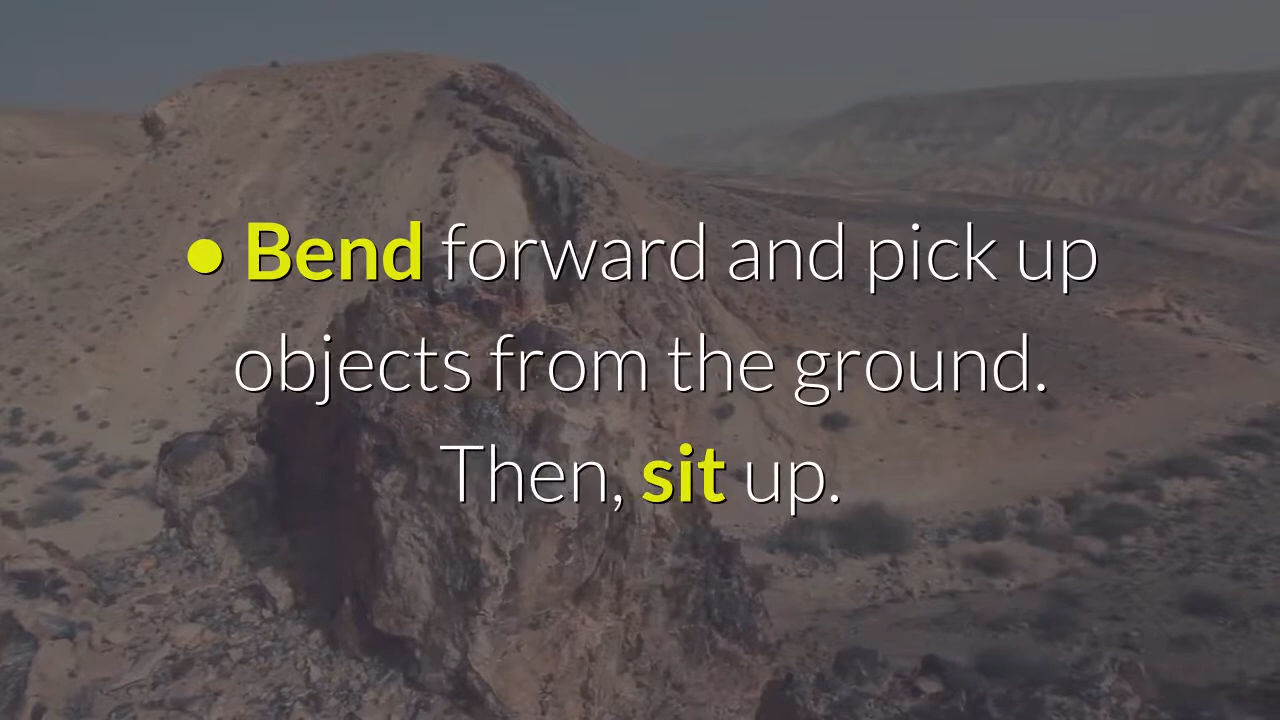 ● Bend forward and pick up
objects from the ground.
Then, sit up.